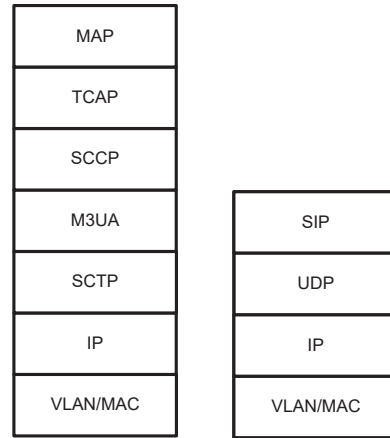 MAP
TCAP
SCCP
M3UA
SCTP
IP
VLAN/MAC
SIP
UDP
IP
VLAN/MAC